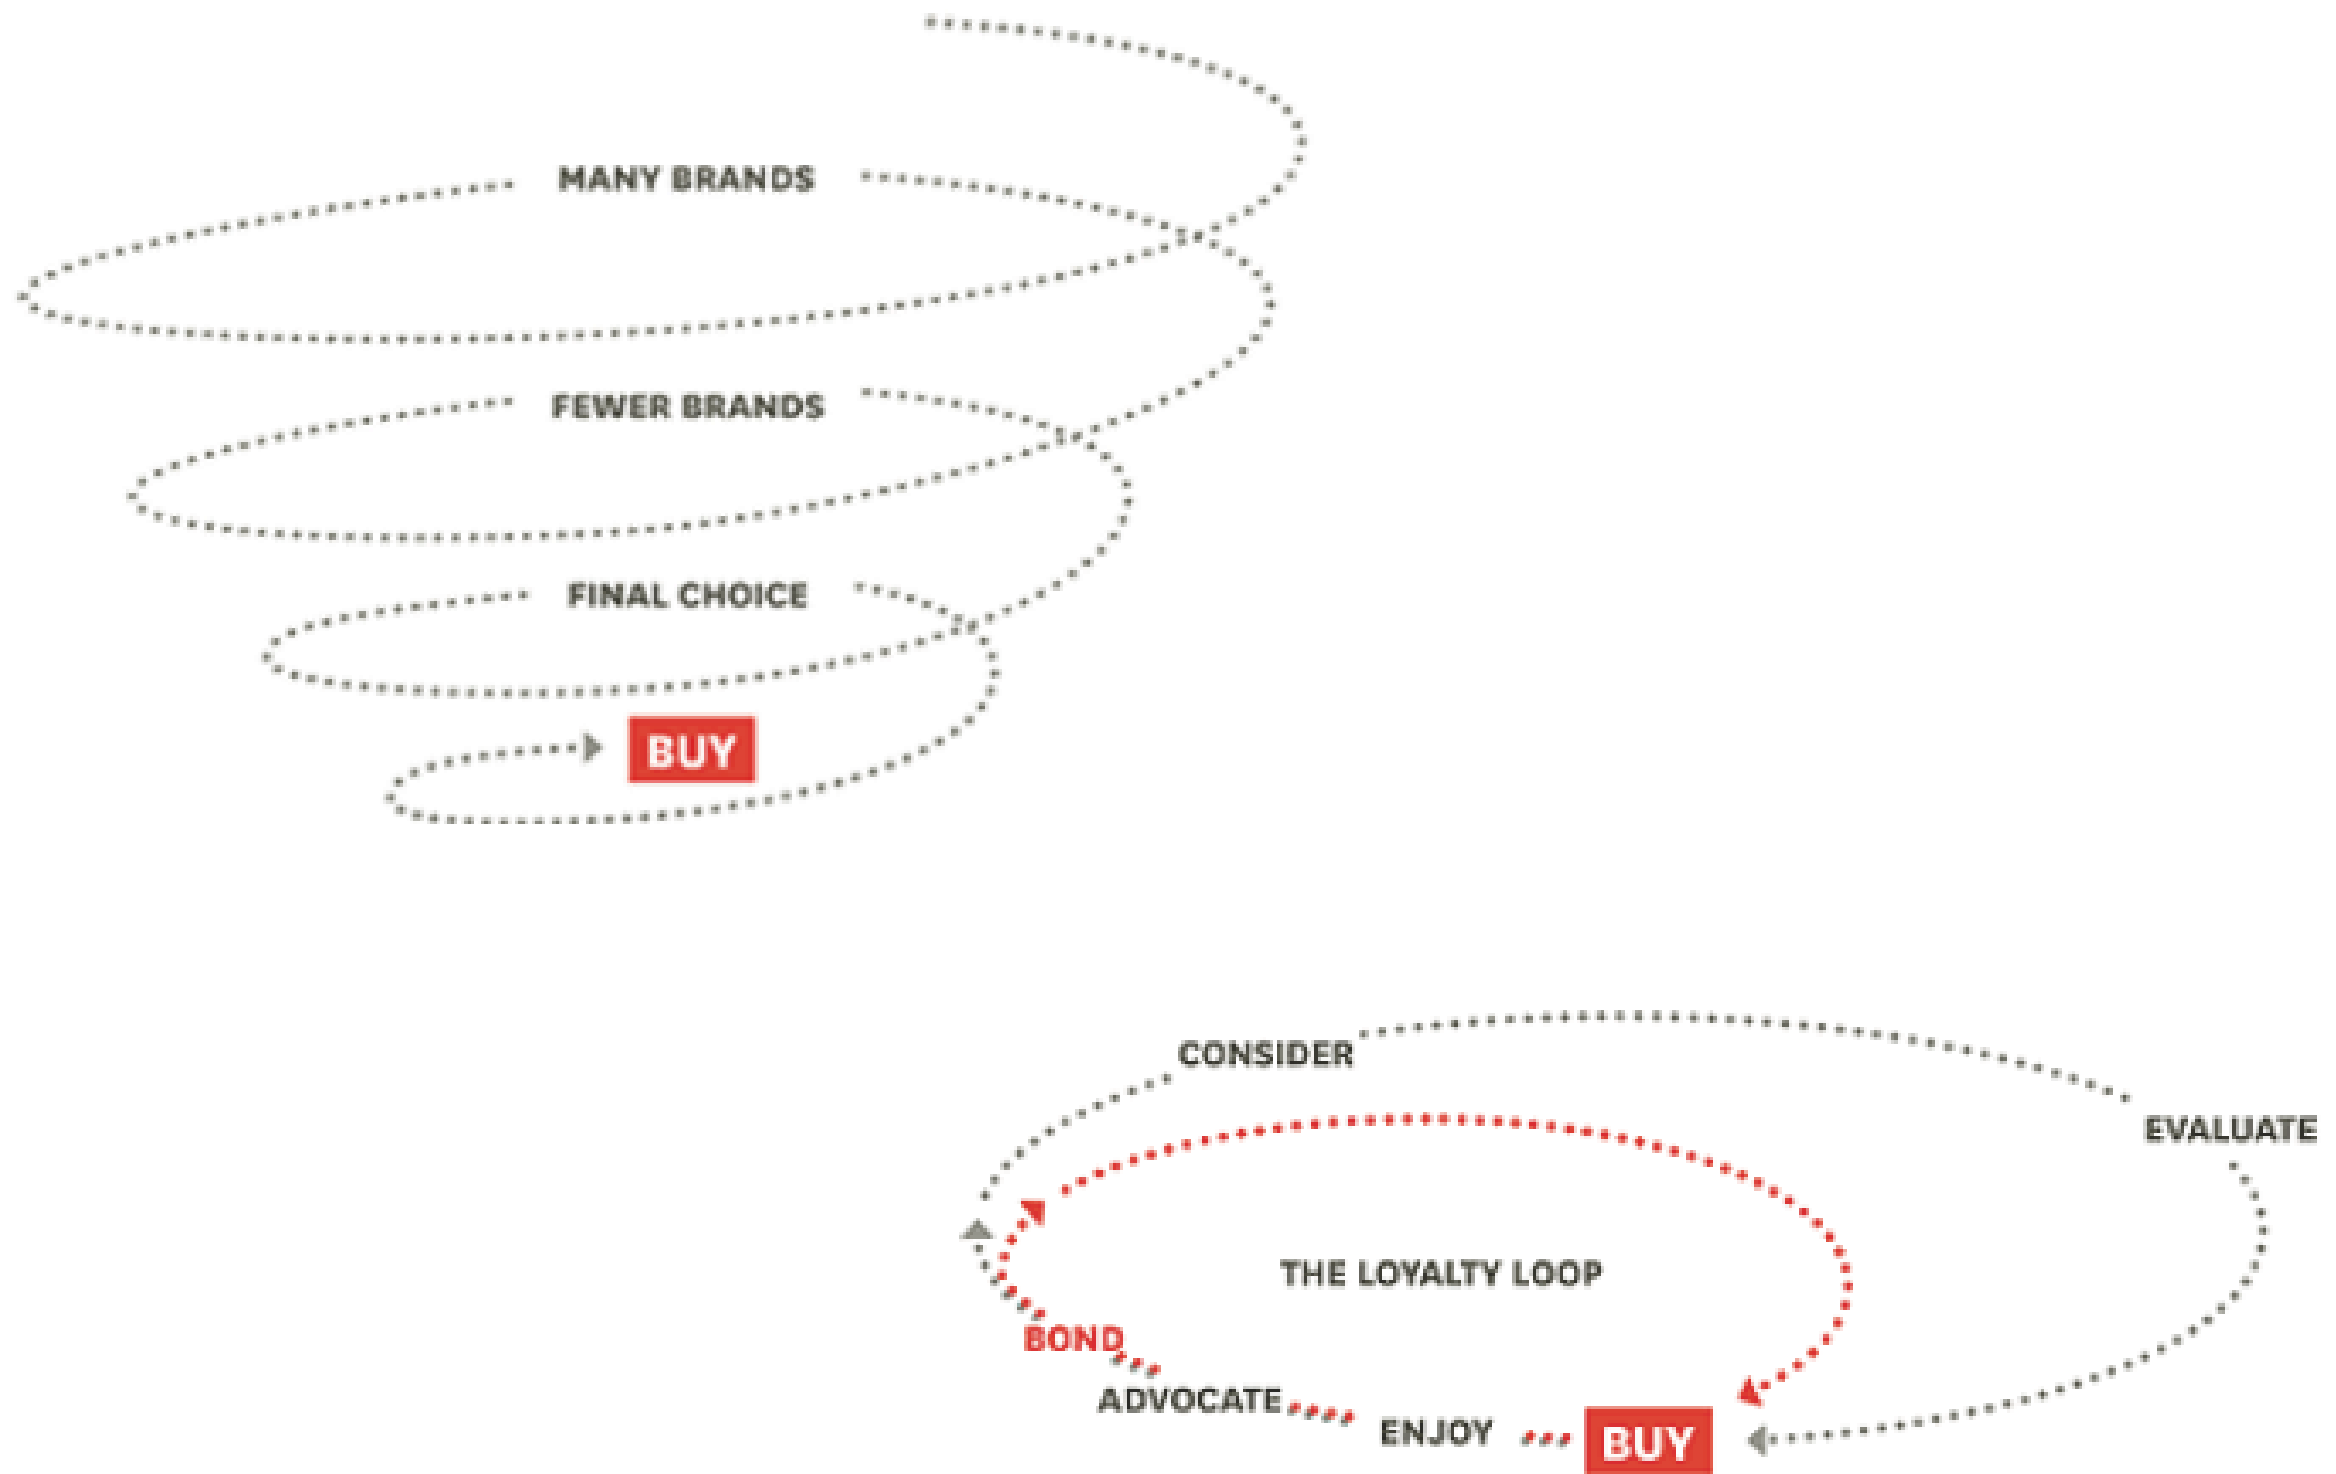 MANY BRANDS
FEWER BRANDS
FINAL CHOICE
BUY
CONSIDER
EVALUATE
THE LOYALTY LOOP
BOND
ADVOCATE
ENJOY
BUY